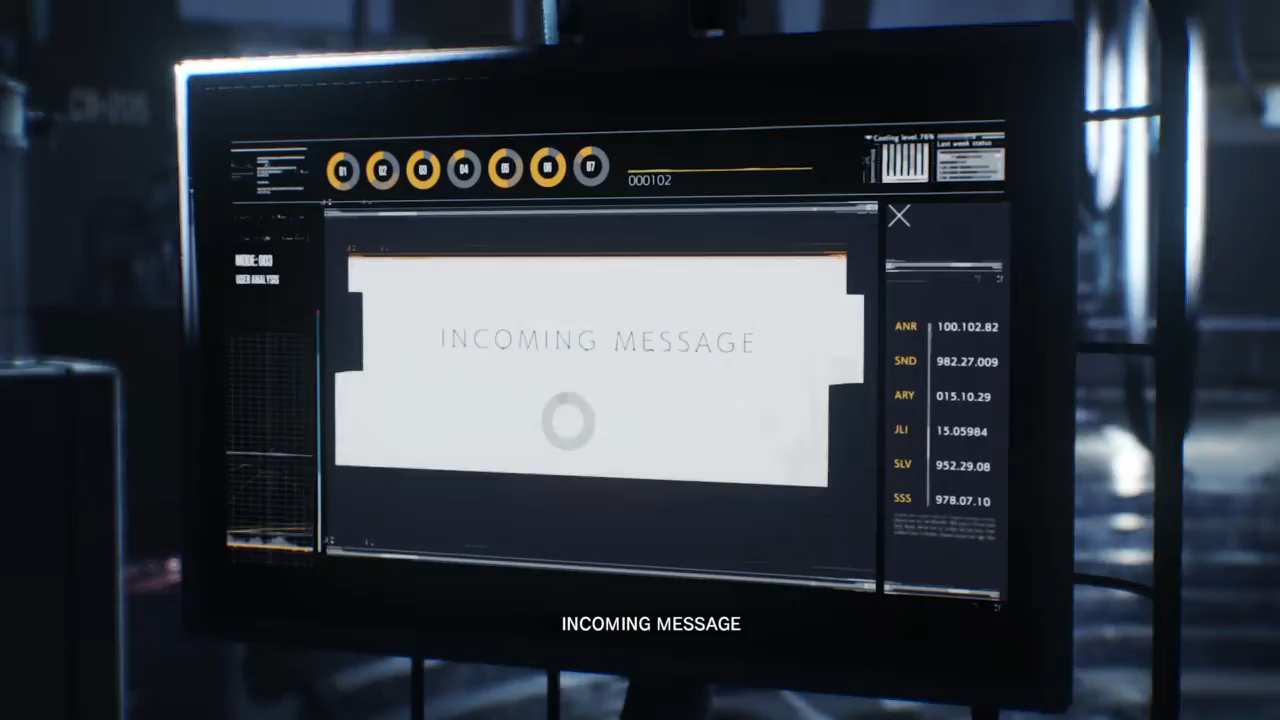 CR-006
01 02 03 04 05 06 07
000102
Cooling level.76%
Last week status
MODE: 003
USER ANALYSIS
INCOMING MESSAGE
ANR 100.102.82
SND 982.27.009
ARY 015.10.29
JLI 15.05984
SLV 952.29.08
SSS 978.07.10
INCOMING MESSAGE